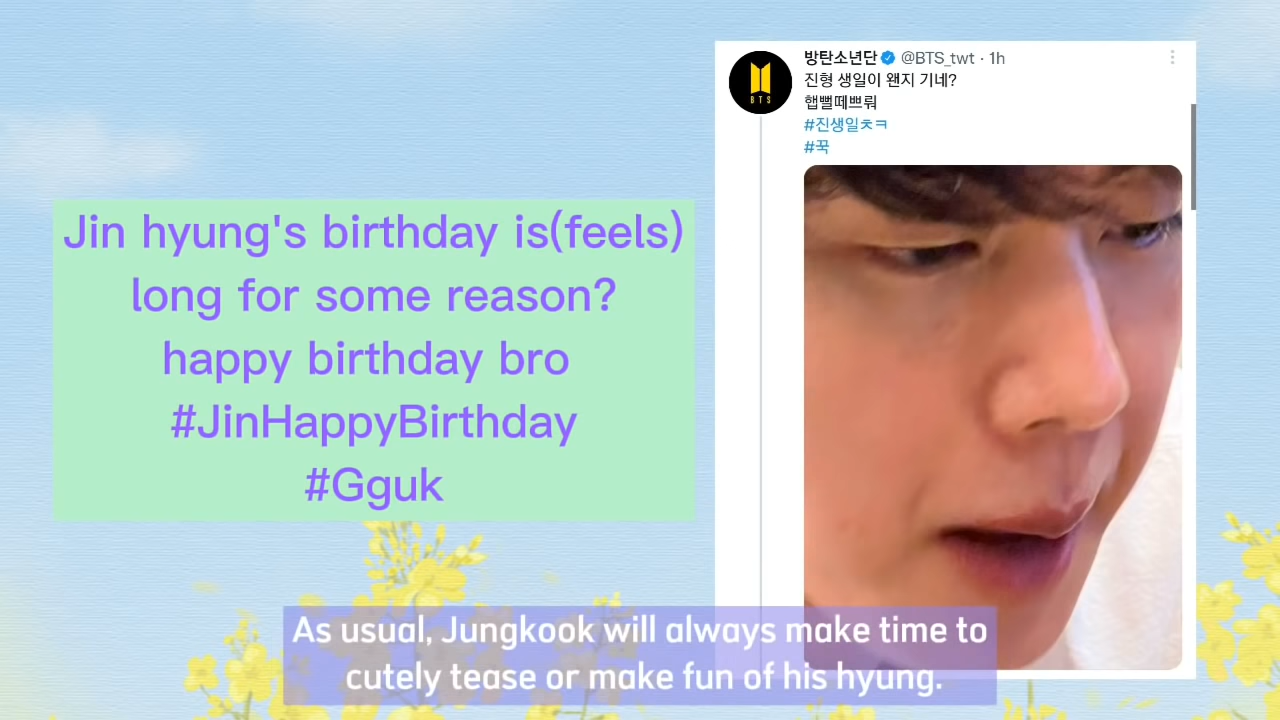 Jin hyung's birthday is(feels)
long for some reason?
happy birthday bro
#JinHappyBirthday
#Gguk
방탄소년단 @BTS_twt · 1h
진형 생일이 왠지 기네?
햅뻘떼쁘뤄
#진생일ㅊㅋ
#꾹
BTS
As usual, Jungkook will always make time to
cutely tease or make fun of his hyung.